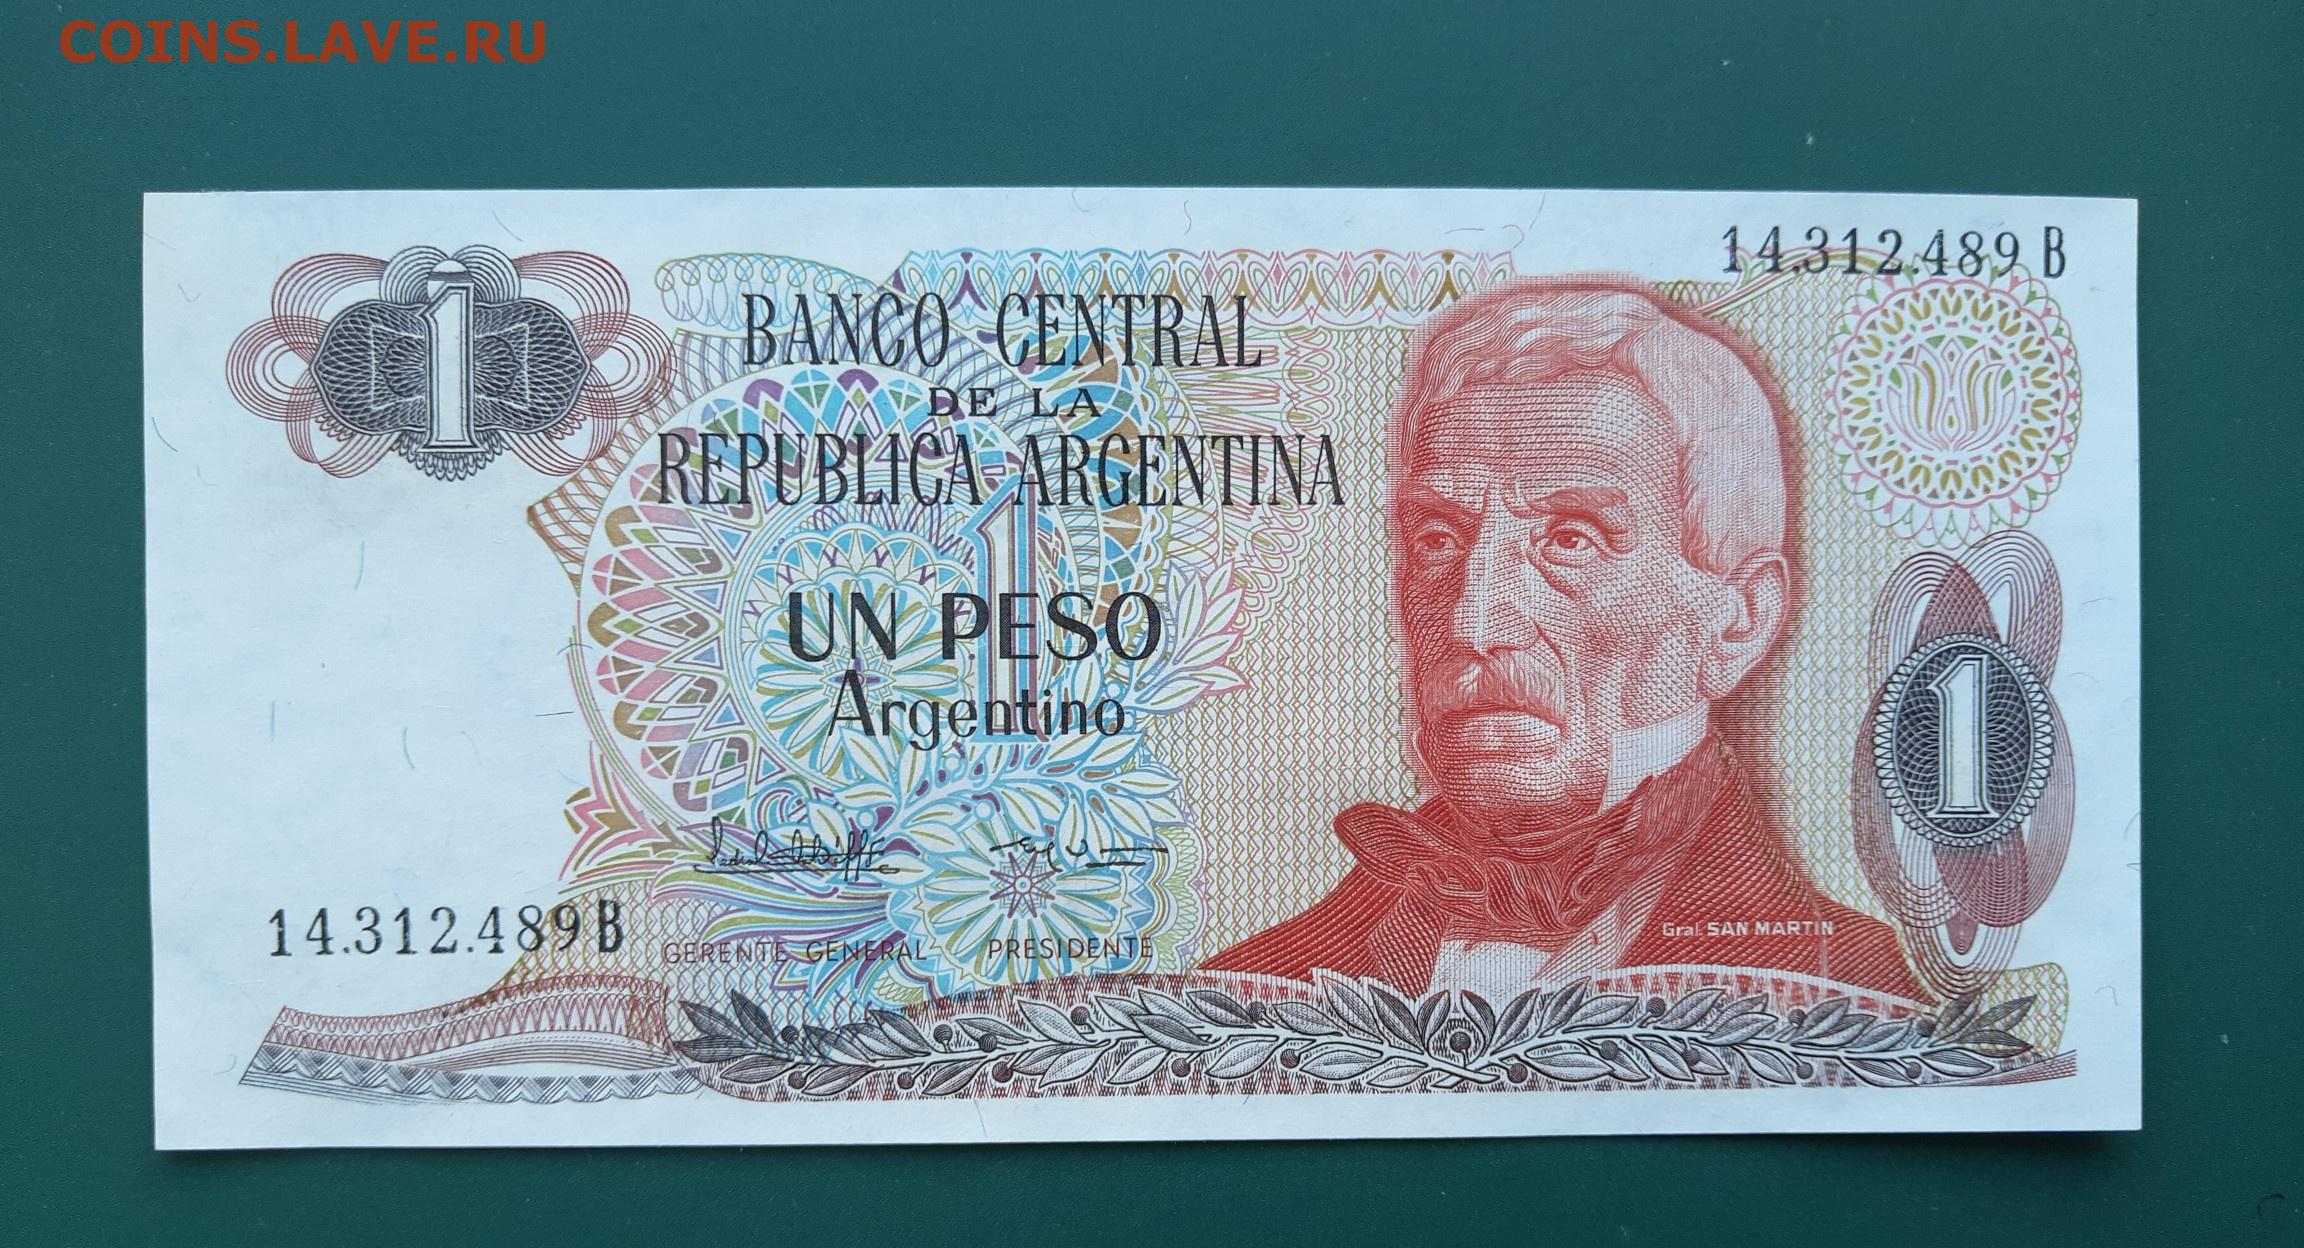 COINS.LAVE.RU
14.312.489 B
1
BANCO CENTRAL
DE LA
REPUBLICA ARGENTINA
1
UN PESO
Argentino
1
14.312.489 B
GERENTE GENERAL PRESIDENTE
Gral. SAN MARTIN